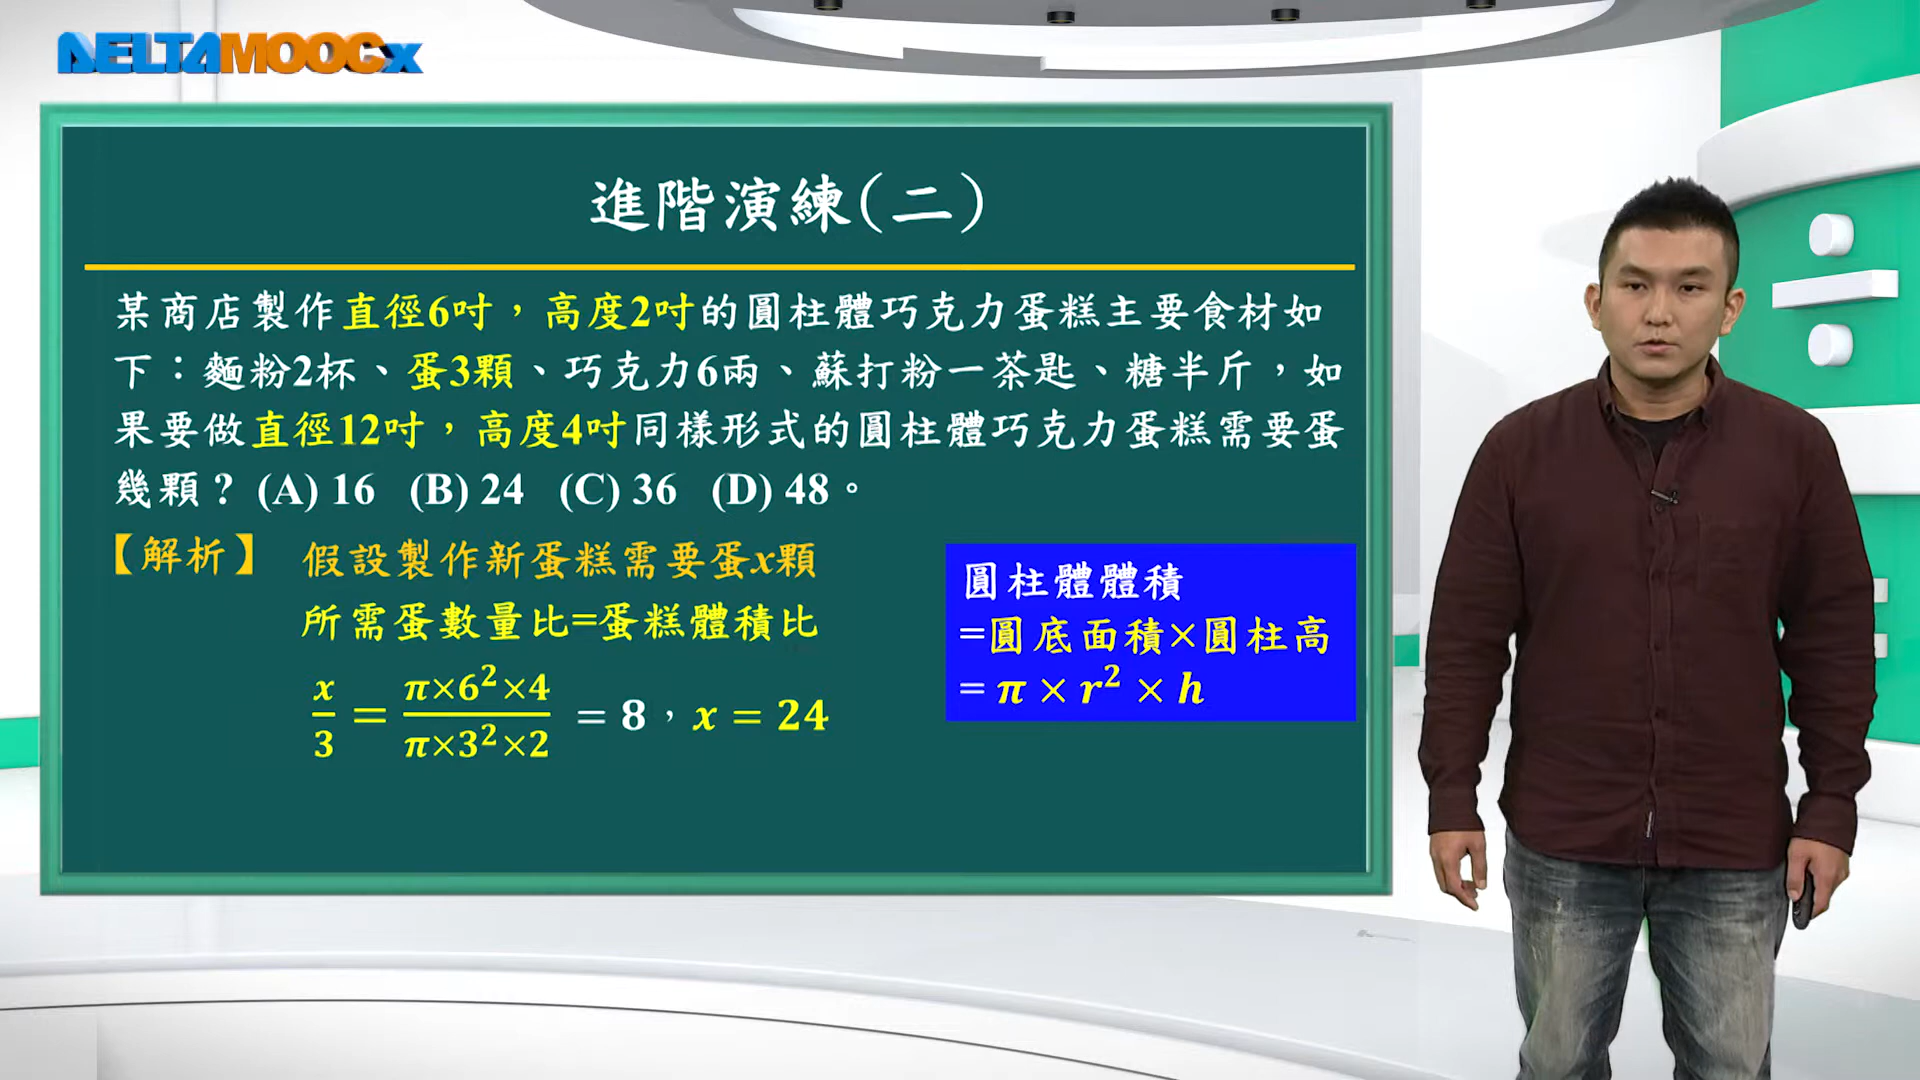 DELTAMOOCx
進階演練(二)
某商店製作直徑6吋，高度2吋的圓柱體巧克力蛋糕主要食材如
下：麵粉2杯、蛋3顆、巧克力6兩、蘇打粉一茶匙、糖半斤，如
果要做直徑12吋，高度4吋同樣形式的圓柱體巧克力蛋糕需要蛋
幾顆？ (A) 16 (B) 24 (C) 36 (D) 48。
【解析】 假設製作新蛋糕需要蛋x顆
所需蛋數量比=蛋糕體積比
x/3 = π×6²×4/π×3²×2 = 8，x = 24
圓柱體體積
=圓底面積×圓柱高
= π × r² × h